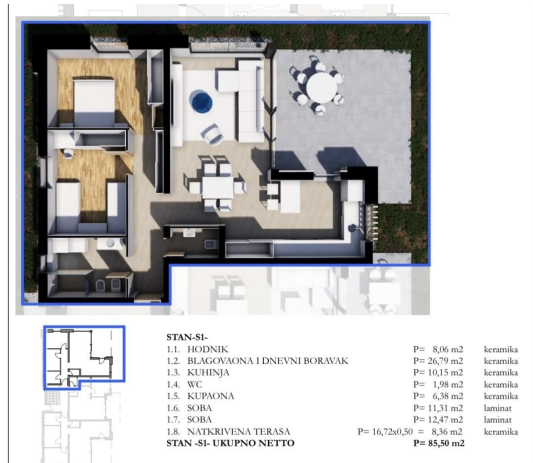 STAN-S1-
1.1. HODNIK P= 8,06 m2 keramika
1.2. BLAGOVAONA I DNEVNI BORAVAK P= 26,79 m2 keramika
1.3. KUHINJA P= 10,15 m2 keramika
1.4. WC P= 1,98 m2 keramika
1.5. KUPAONA P= 6,38 m2 keramika
1.6. SOBA P= 11,31 m2 laminat
1.7. SOBA P= 12,47 m2 laminat
1.8. NATKRIVENA TERASA P= 16,72x0,50 = 8,36 m2 keramika
STAN -S1- UKUPNO NETTO P= 85,50 m2